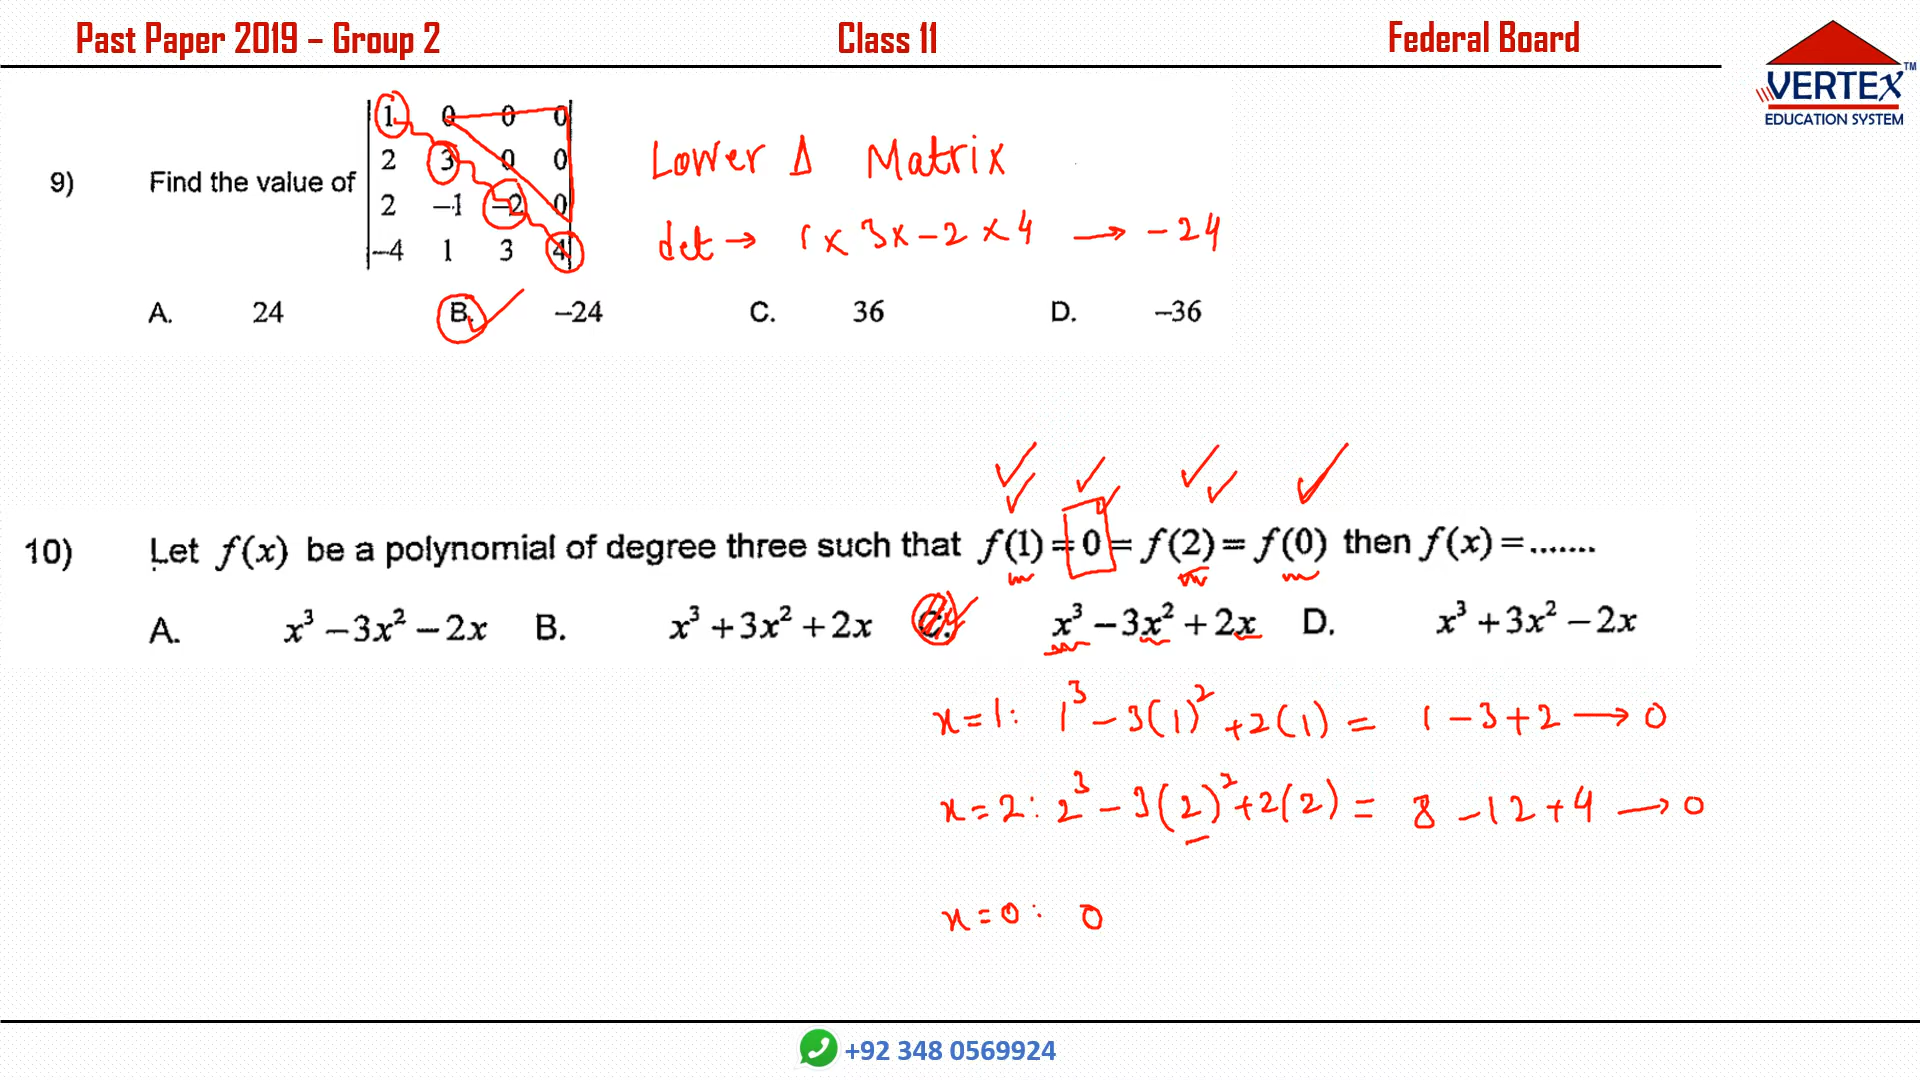 Past Paper 2019 – Group 2 Class 11 Federal Board
VERTEX TM
EDUCATION SYSTEM
9) Find the value of
1 0 0 0
2 3 0 0
2 –1 –2 0
–4 1 3 4
Lower Δ Matrix
det → 1 x 3 x – 2 x 4 → – 24
A. 24 B. –24 C. 36 D. –36
10) Let f(x) be a polynomial of degree three such that f(1) = 0 = f(2) = f(0) then f(x) = .......
A. x³ – 3x² – 2x B. x³ + 3x² + 2x C. x³ – 3x² + 2x D. x³ + 3x² – 2x
x = 1 : 1³ – 3(1)² + 2(1) = 1 – 3 + 2 → 0
x = 2 : 2³ – 3(2)² + 2(2) = 8 – 12 + 4 → 0
x = 0 : 0
+92 348 0569924